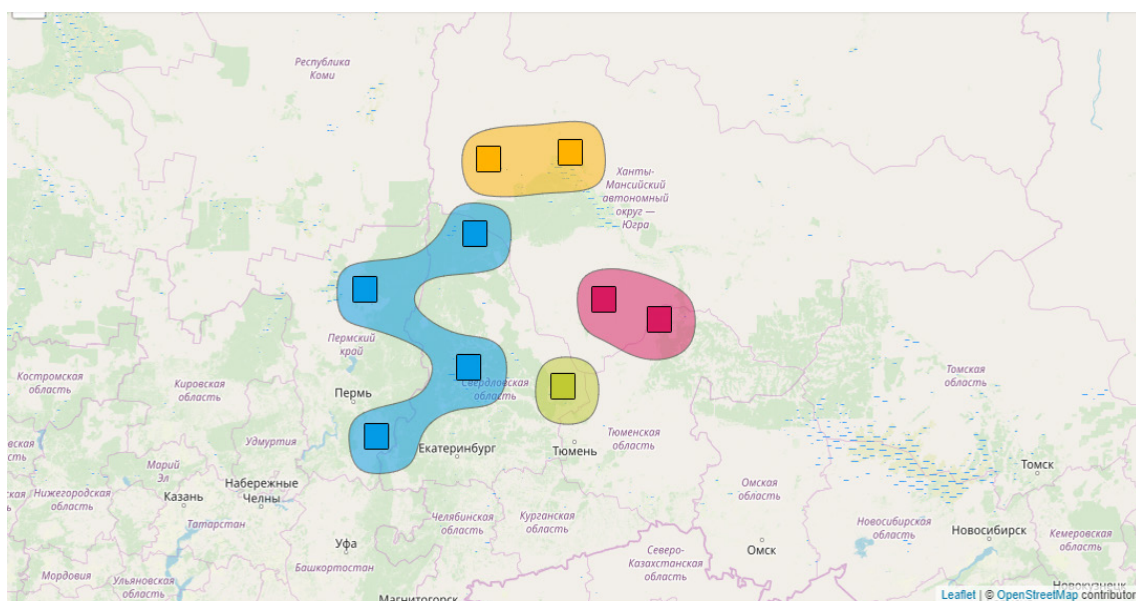 Республика
Коми
Ханты-
Мансийский
автономный
округ —
Югра
Пермский
край
Костромская
область
Кировская
область
Пермь
Свердловская
область
Томская
область
Удмуртия
Екатеринбург
Тюменская
область
Тюмень
Марий
Эл
Набережные
Челны
Казань
Нижегородская
область
Томск
Омская
область
Татарстан
Челябинская
область
Курганская
область
Новосибирская
область
Новосибирск
Кемеровская
область
Уфа
Башкортостан
Северо-
Казахстанская
область
Омск
Мордовия
Ульяновская
область
Магнитогорск
Новокузнецк
Leaflet | © OpenStreetMap contributor